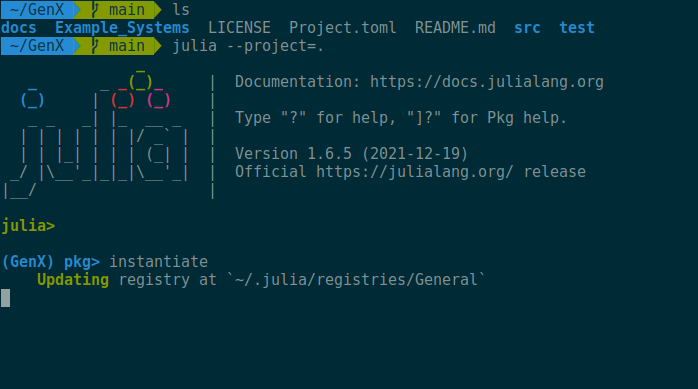 ~/GenX main ls
docs Example_Systems LICENSE Project.toml README.md src test
~/GenX main julia --project=.
               _
   _       _ _(_)_     |  Documentation: https://docs.julialang.org
  (_)     | (_) (_)    |
   _ _   _| |_  __ _   |  Type "?" for help, "]?" for Pkg help.
  | | | | | | |/ _` |  |
  | | |_| | | | (_| |  |  Version 1.6.5 (2021-12-19)
 _/ |\__'_|_|_|\__'_|  |  Official https://julialang.org/ release
|__/                   |
julia>
(GenX) pkg> instantiate
    Updating registry at `~/.julia/registries/General`